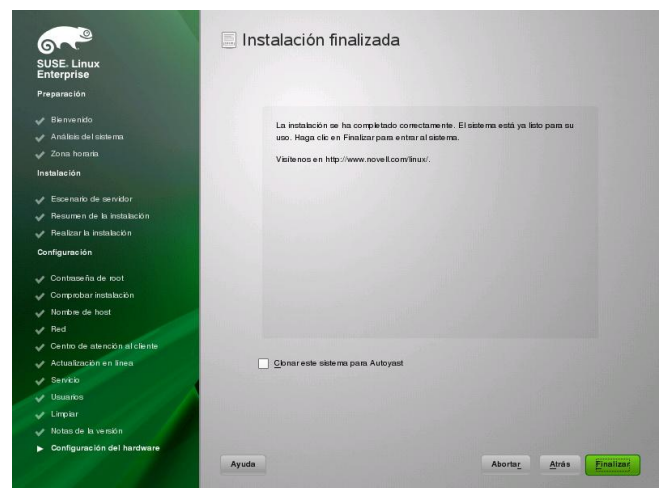 SUSE. Linux
Enterprise
Preparación
Bienvenido
Análisis del sistema
Zona horaria
Instalación
Escenario de servidor
Resumen de la instalación
Realizar la instalación
Configuración
Contraseña de root
Comprobar instalación
Nombre de host
Red
Centro de atención al cliente
Actualización en línea
Servicio
Usuarios
Limpiar
Notas de la versión
Configuración del hardware
Instalación finalizada
La instalación se ha completado correctamente. El sistema está ya listo para su
uso. Haga clic en Finalizar para entrar al sistema.
Visítenos en http://www.novell.com/linux/.
Clonar este sistema para Autoyast
Ayuda
Abortar
Atrás
Finalizar